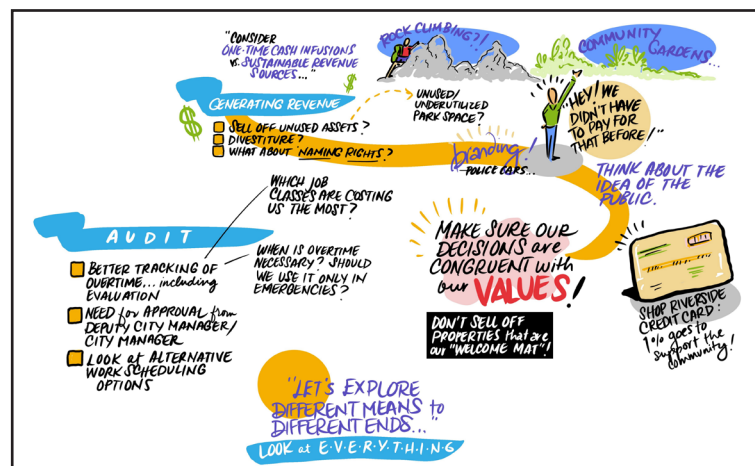 "CONSIDER
ONE-TIME CASH INFUSIONS
vs. SUSTAINABLE REVENUE
SOURCES..."
ROCK CLIMBING?!
COMMUNITY
GARDENS...
$
$
GENERATING REVENUE
SELL OFF UNUSED ASSETS?
DIVESTITURE?
WHAT ABOUT NAMING RIGHTS?
UNUSED/
UNDERUTILIZED
PARK SPACE?
branding!
POLICE CARS...
"HEY! WE
DIDN'T HAVE
TO PAY FOR
THAT BEFORE!"
THINK ABOUT THE
IDEA OF THE
PUBLIC.
WHICH JOB
CLASSES ARE COSTING
US THE MOST?
AUDIT
BETTER TRACKING OF
OVERTIME... including
EVALUATION
NEED for APPROVAL from
DEPUTY CITY MANAGER/
CITY MANAGER
LOOK at ALTERNATIVE
WORK SCHEDULING
OPTIONS
WHEN IS OVERTIME
NECESSARY? SHOULD
WE USE IT ONLY IN
EMERGENCIES?
MAKE SURE OUR
DECISIONS are
CONGRUENT with
our VALUES!
DON'T SELL OFF
PROPERTIES that are
our "WELCOME MAT"!
SHOP RIVERSIDE
CREDIT CARD:
1% goes to
support the
community!
"LET'S EXPLORE
DIFFERENT MEANS to
DIFFERENT ENDS..."
LOOK at E·V·E·R·Y·T·H·I·N·G